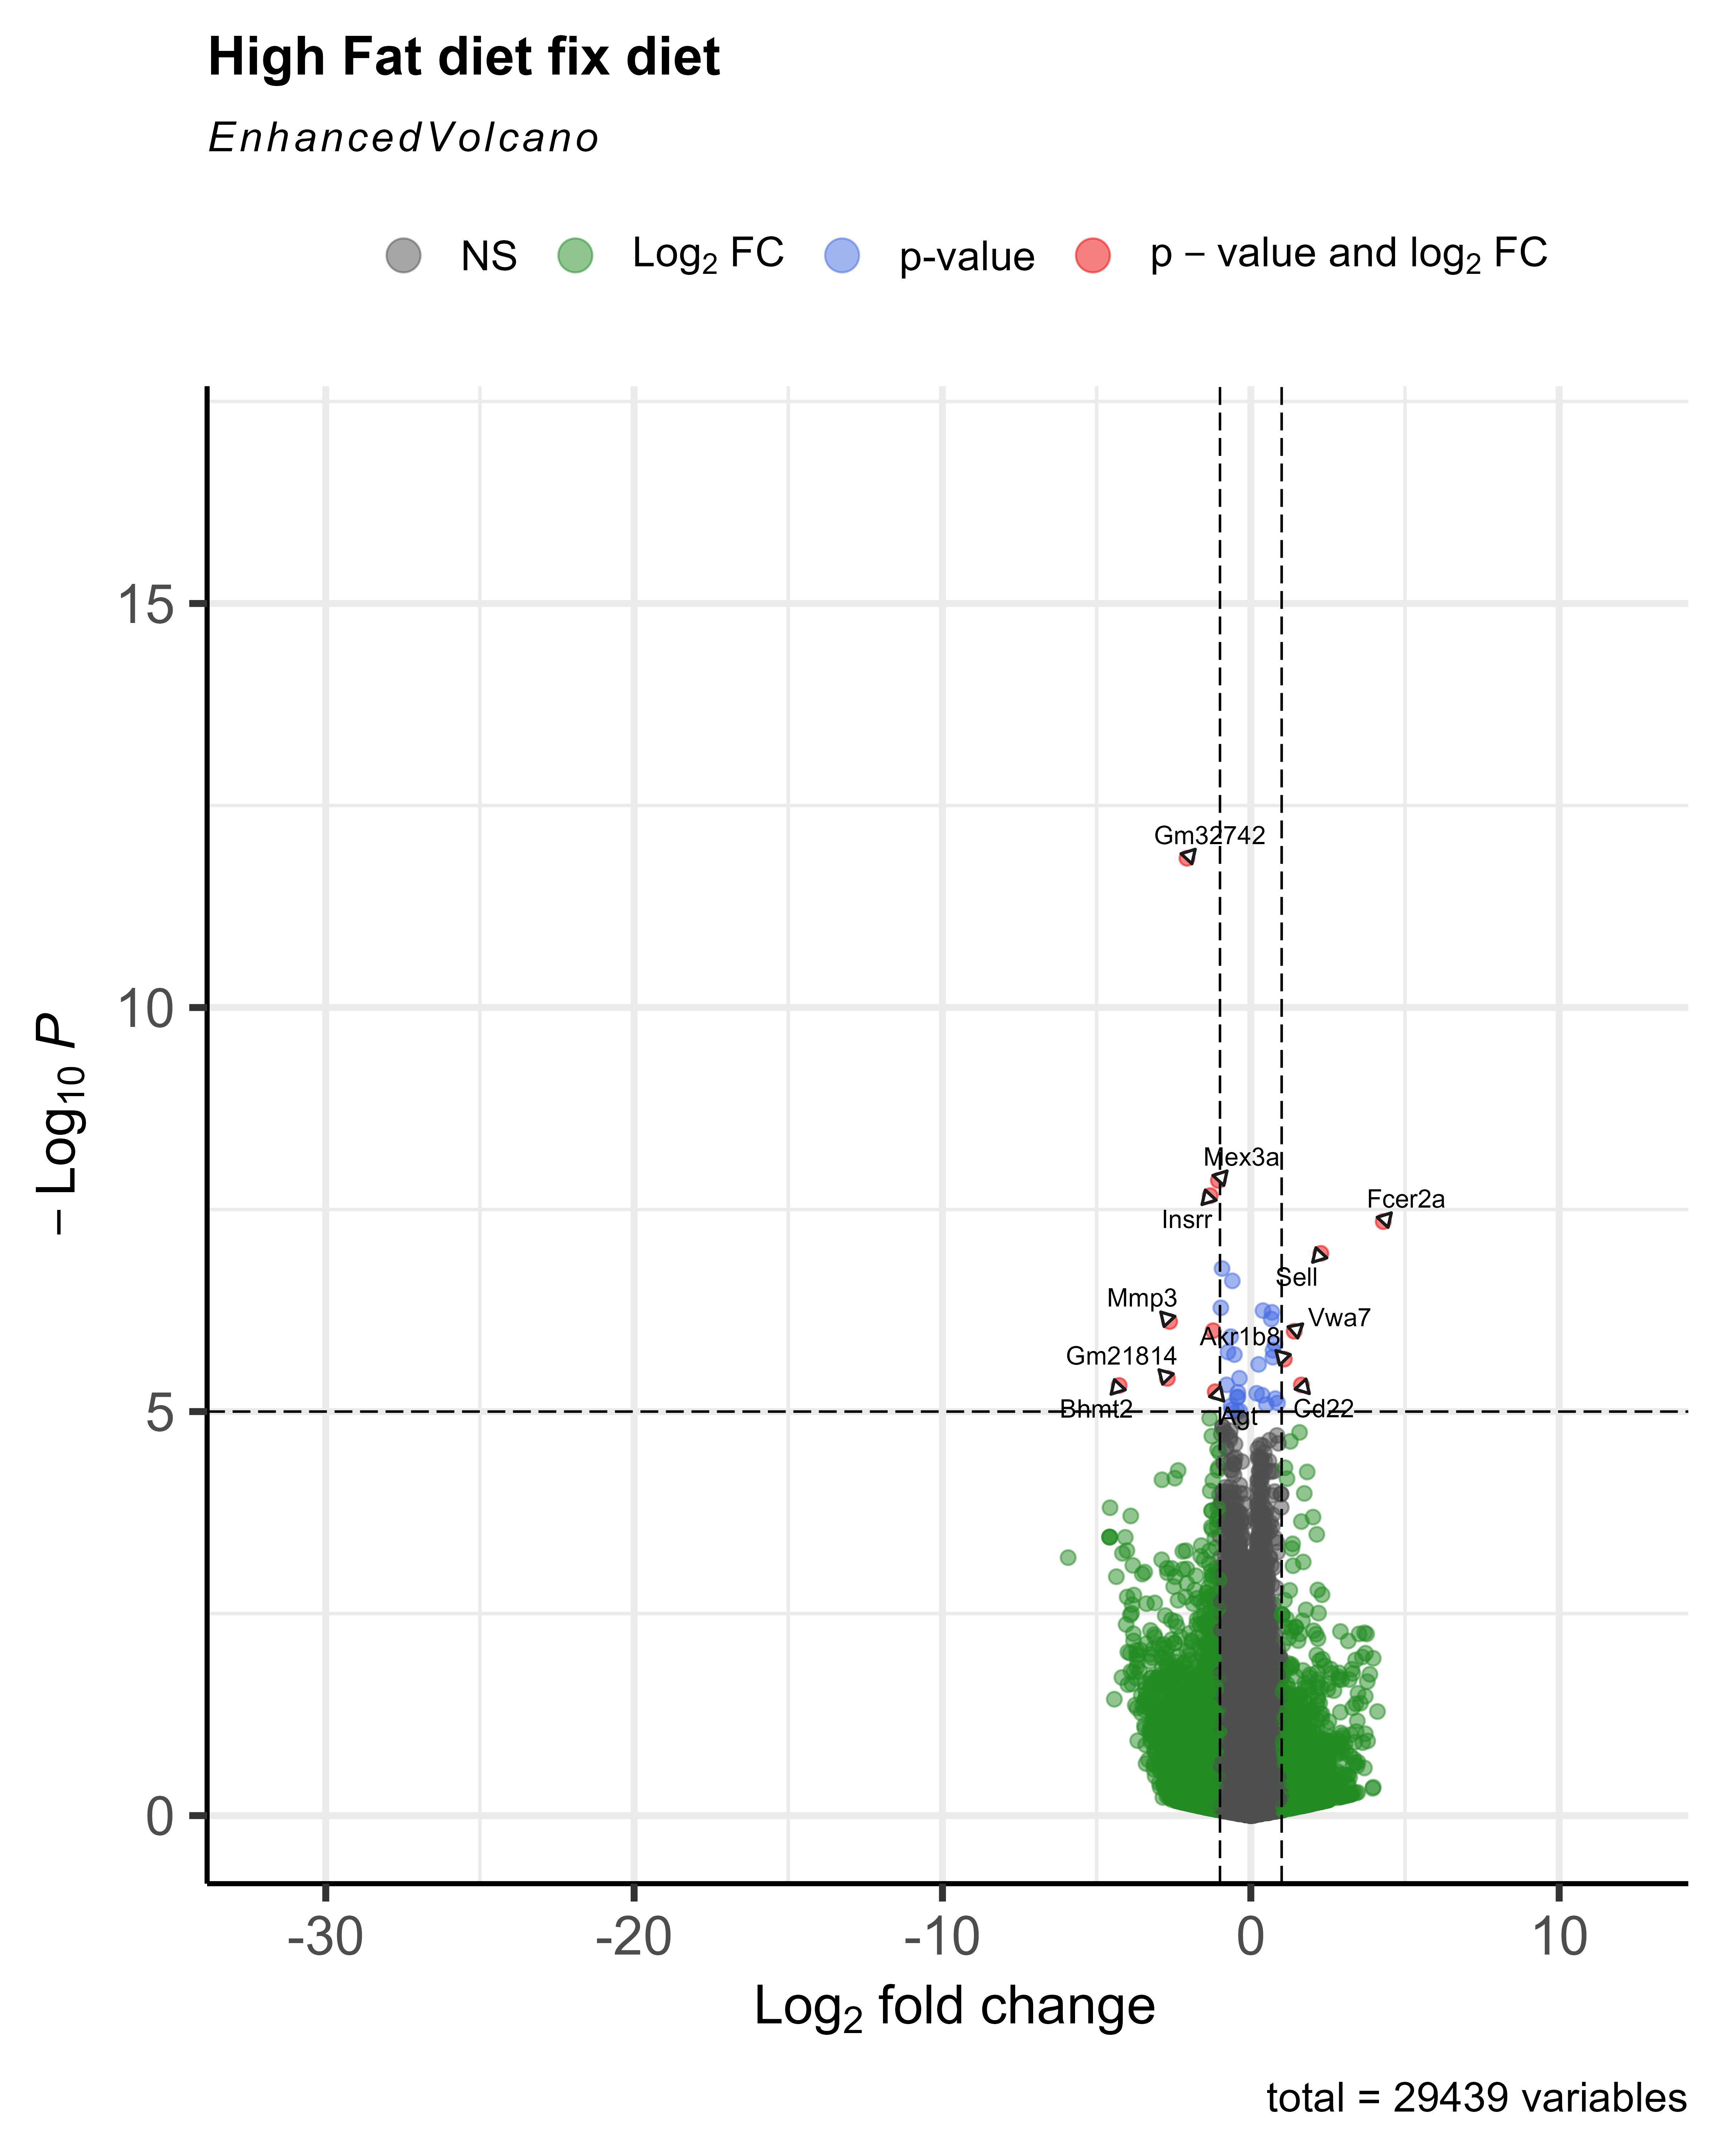 High Fat diet fix diet
EnhancedVolcano
NS Log2 FC p-value p − value and log2 FC
− Log10 P
15
10
5
0
Gm32742
Mex3a
Fcer2a
Insrr
Sell
Mmp3
Vwa7
Akr1b8
Gm21814
Bhmt2
Agt
Cd22
-30 -20 -10 0 10
Log2 fold change
total = 29439 variables